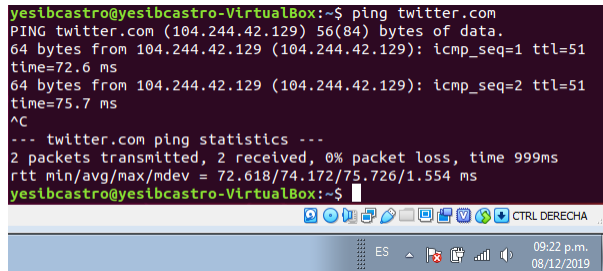 yesibcastro@yesibcastro-VirtualBox:~$ ping twitter.com
PING twitter.com (104.244.42.129) 56(84) bytes of data.
64 bytes from 104.244.42.129 (104.244.42.129): icmp_seq=1 ttl=51
time=72.6 ms
64 bytes from 104.244.42.129 (104.244.42.129): icmp_seq=2 ttl=51
time=75.7 ms
^C
--- twitter.com ping statistics ---
2 packets transmitted, 2 received, 0% packet loss, time 999ms
rtt min/avg/max/mdev = 72.618/74.172/75.726/1.554 ms
yesibcastro@yesibcastro-VirtualBox:~$
CTRL DERECHA
ES
09:22 p.m.
08/12/2019